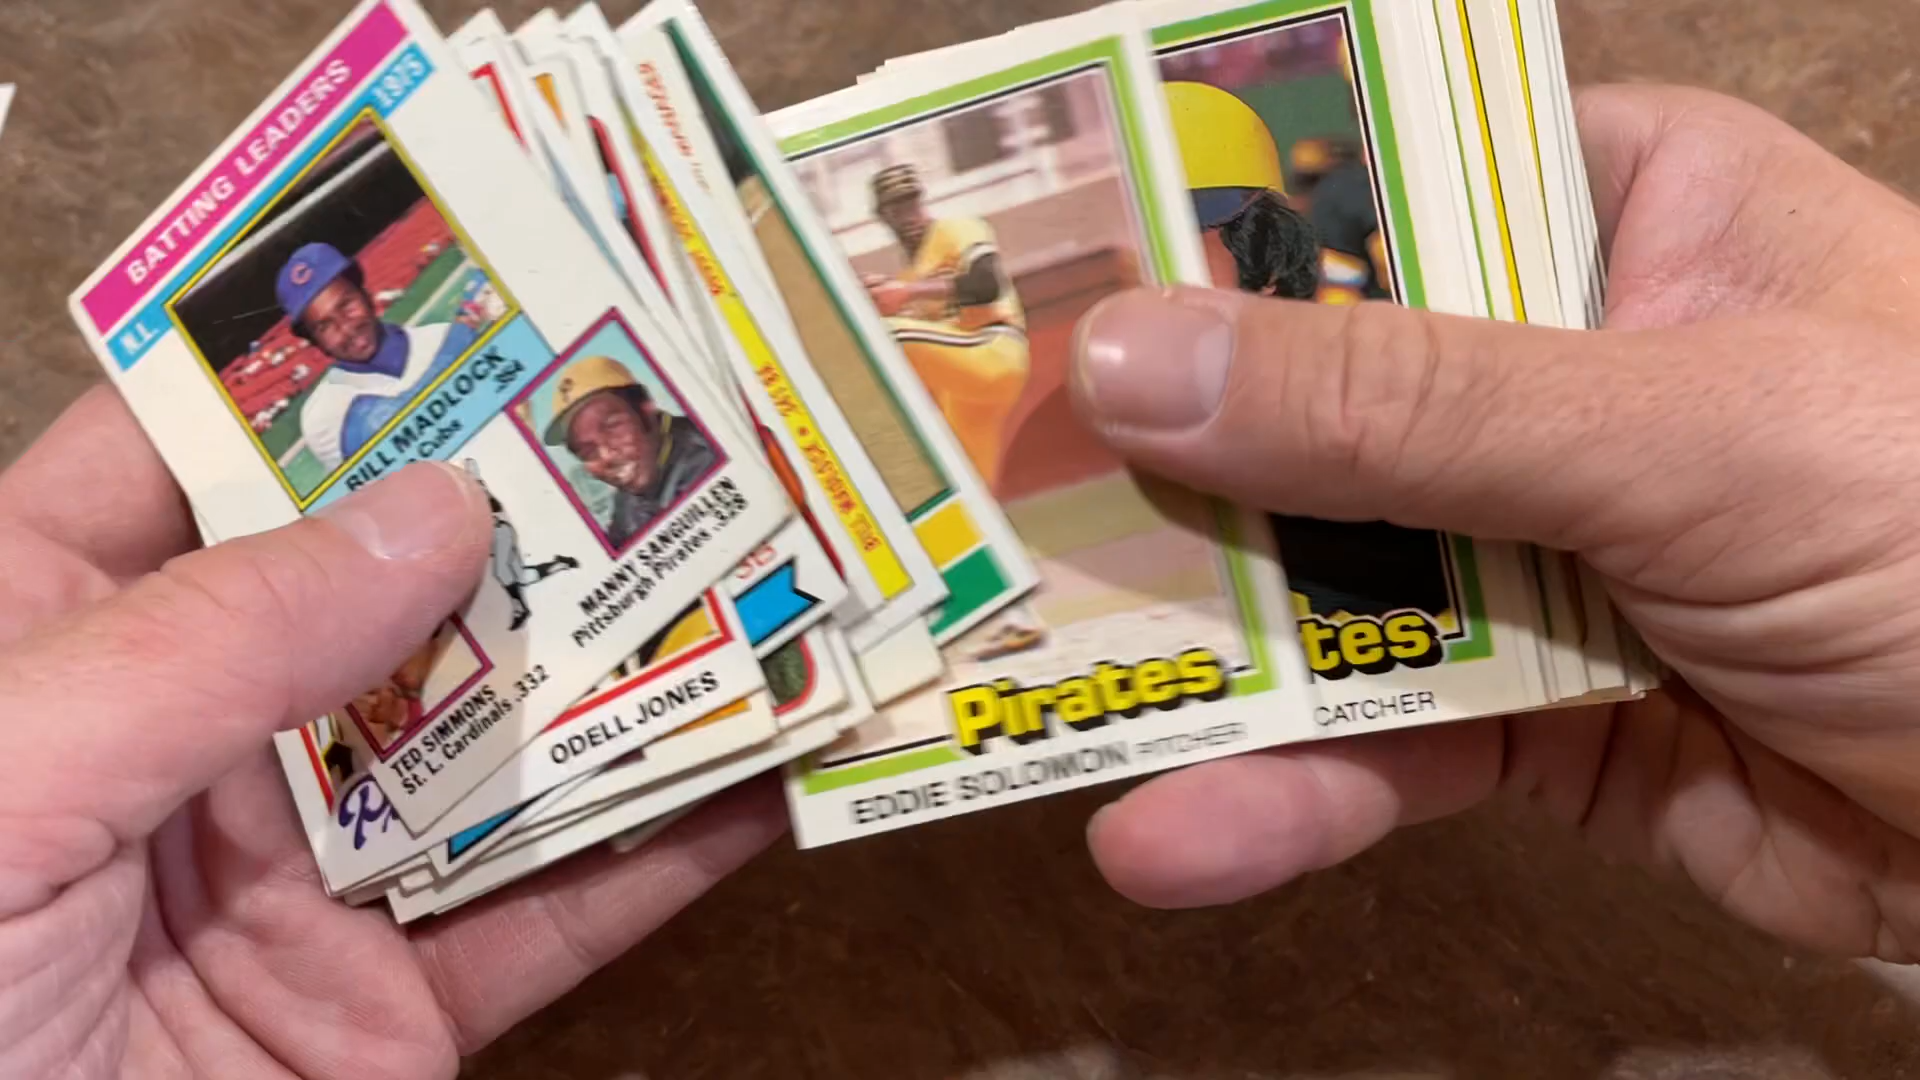 BATTING LEADERS
N.L. 1975
BILL MADLOCK
Cubs .354
MANNY SANGUILLEN
Pittsburgh Pirates .328
TED SIMMONS
St. L. Cardinals .332
ODELL JONES
Pirates
EDDIE SOLOMON PITCHER
tes
CATCHER